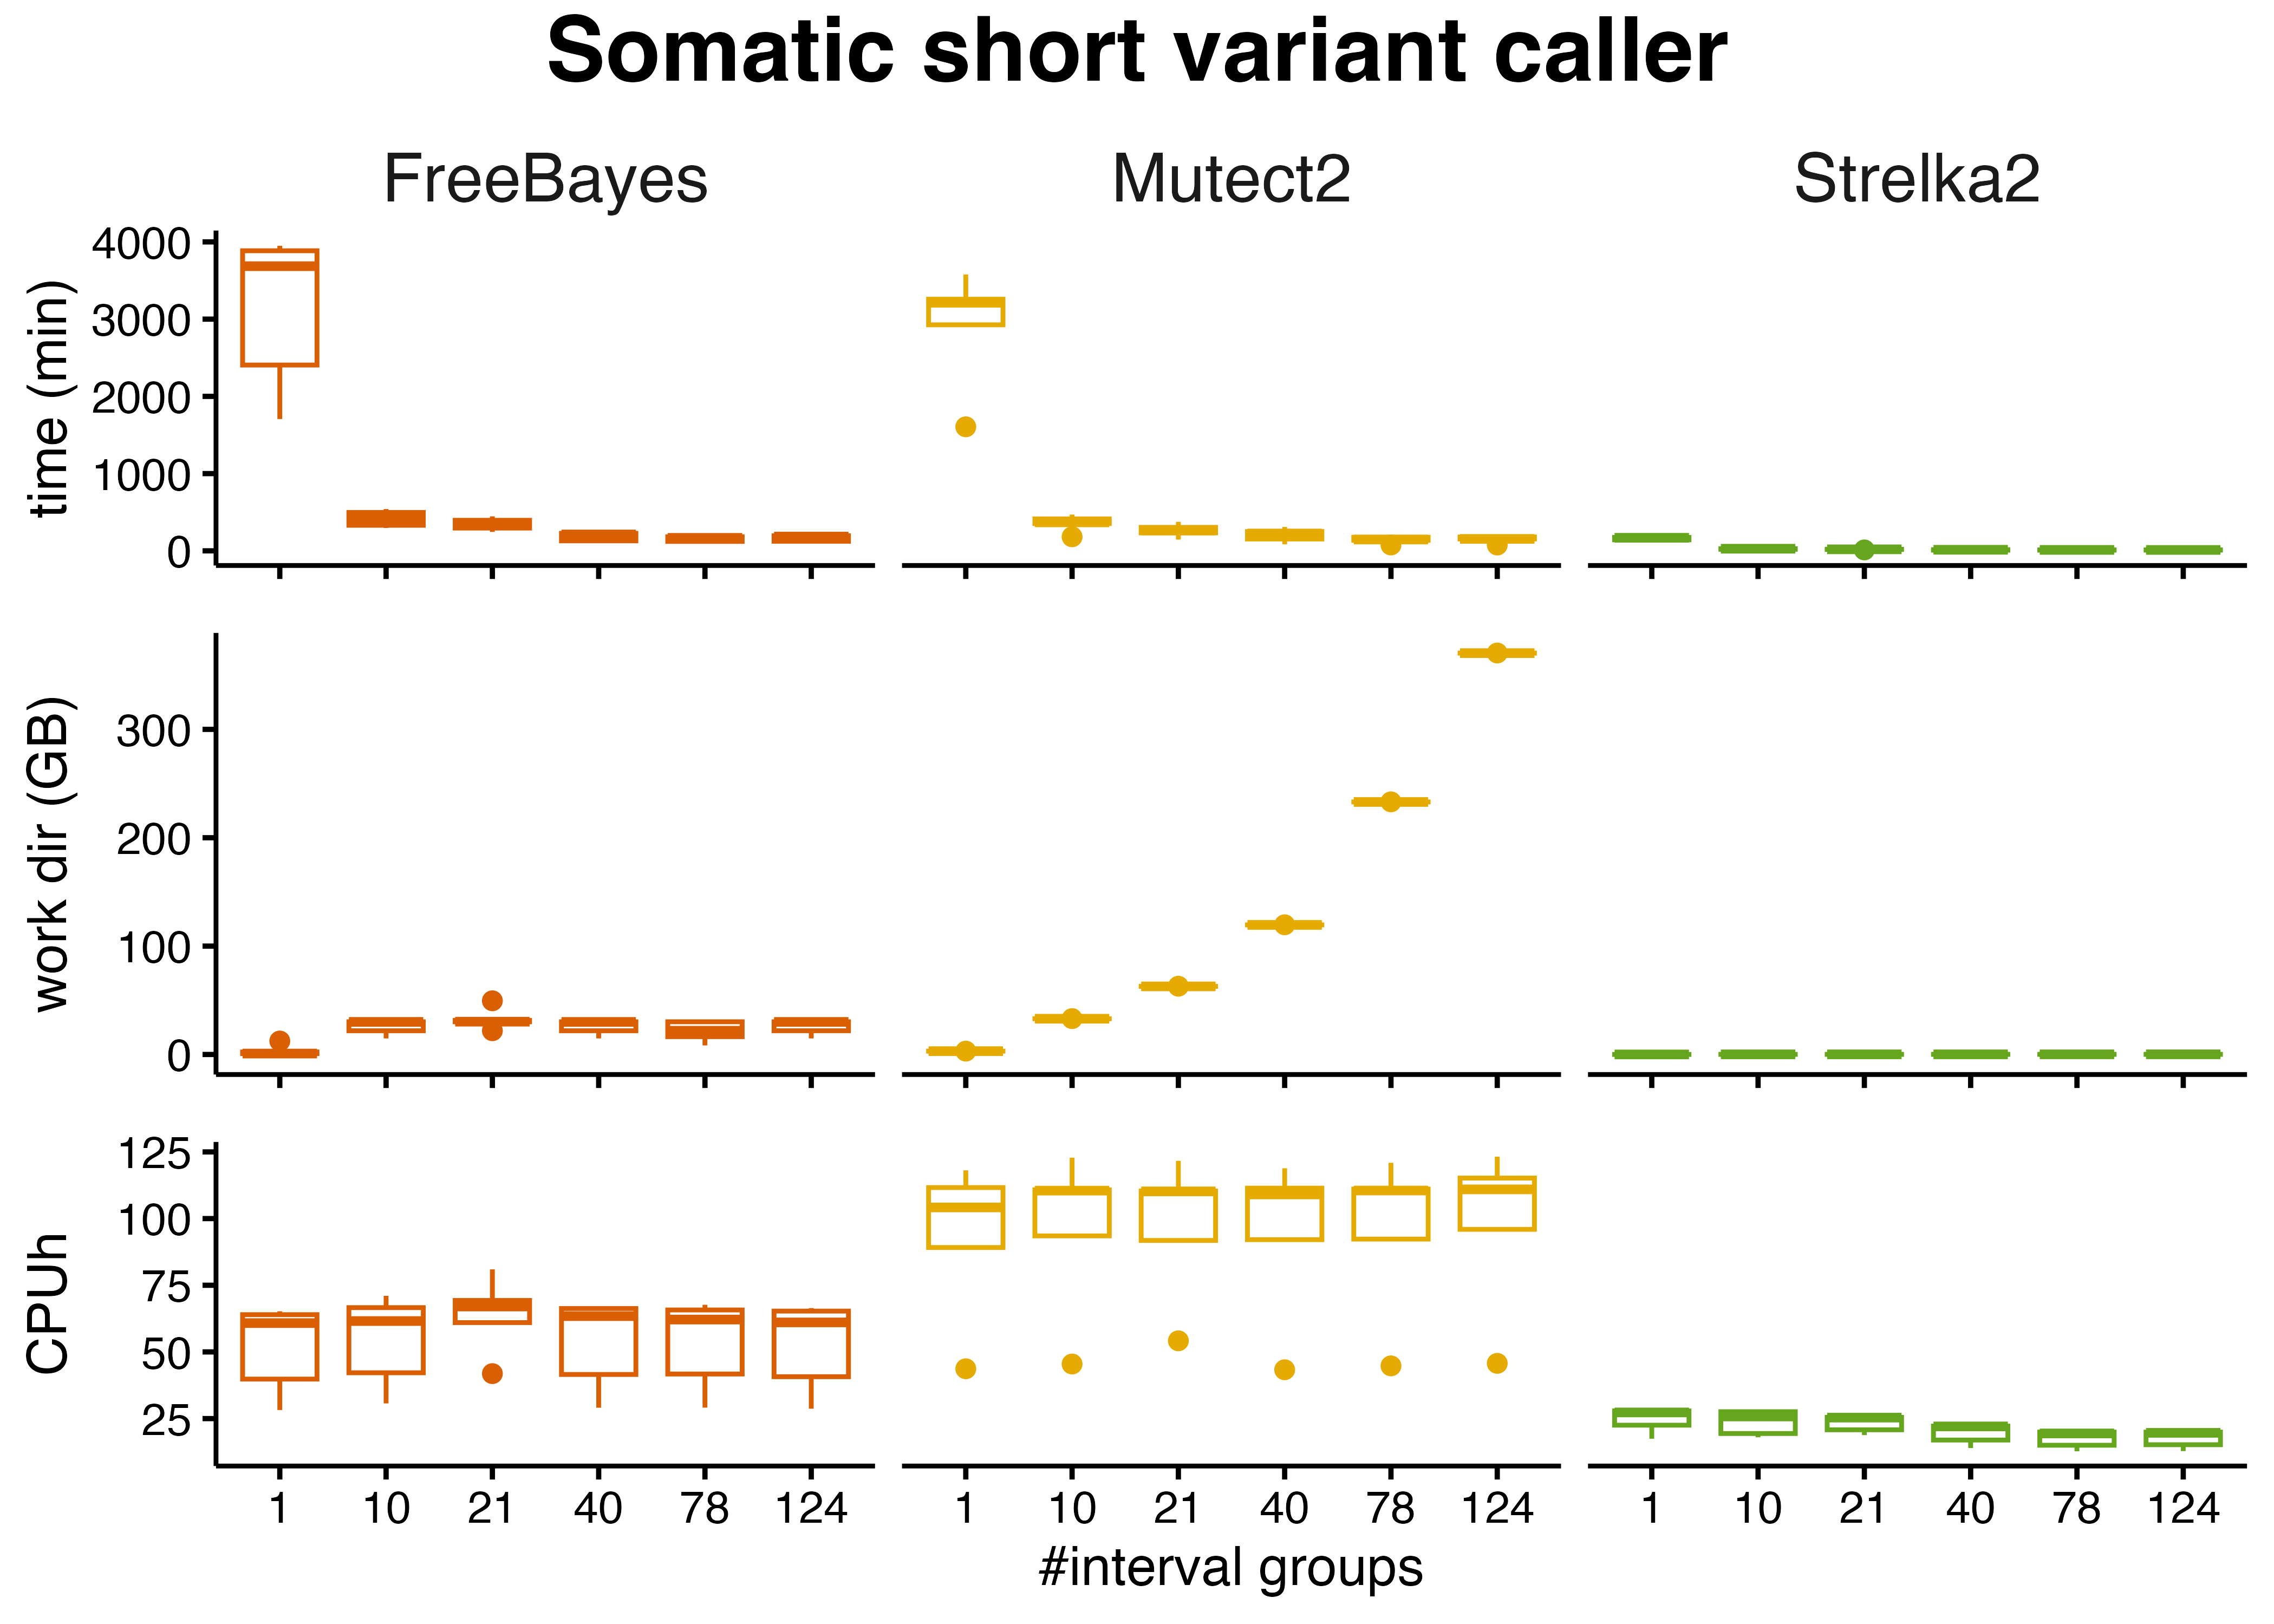 Somatic short variant caller
FreeBayes Mutect2 Strelka2
time (min)
4000
3000
2000
1000
0
work dir (GB)
300
200
100
0
CPUh
125
100
75
50
25
1 10 21 40 78 124 1 10 21 40 78 124 1 10 21 40 78 124
#interval groups